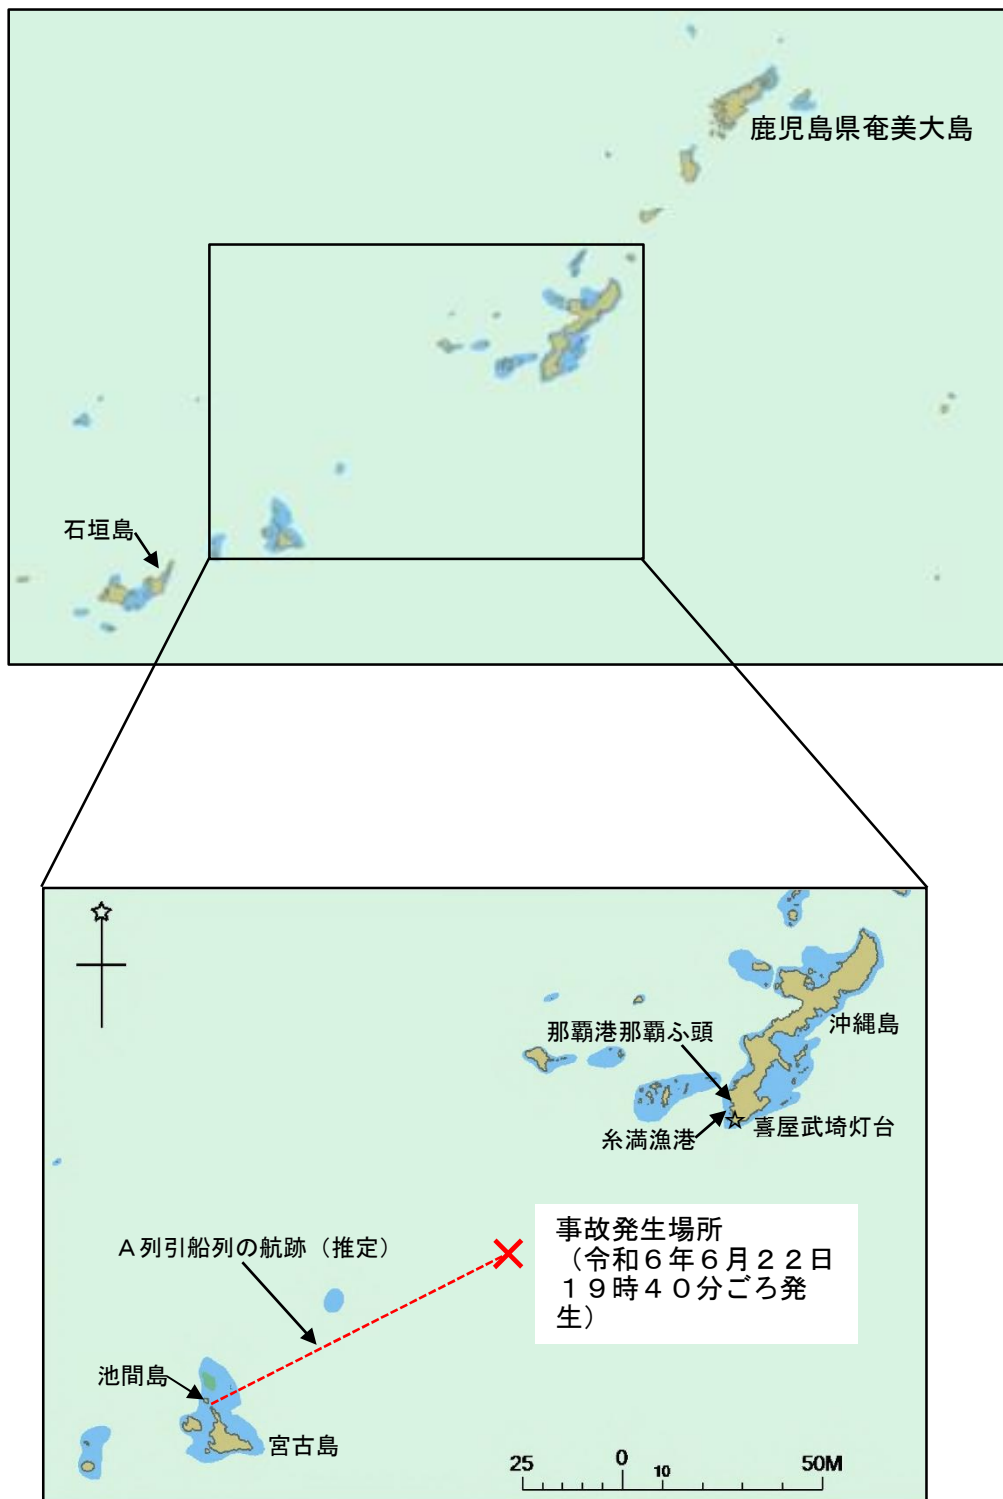 鹿児島県奄美大島
石垣島
沖縄島
那覇港那覇ふ頭
喜屋武埼灯台
糸満漁港
事故発生場所
（令和６年６月２２日
１９時４０分ごろ発
生）
Ａ列引船列の航跡（推定）
池間島
宮古島
25 0 10 50M